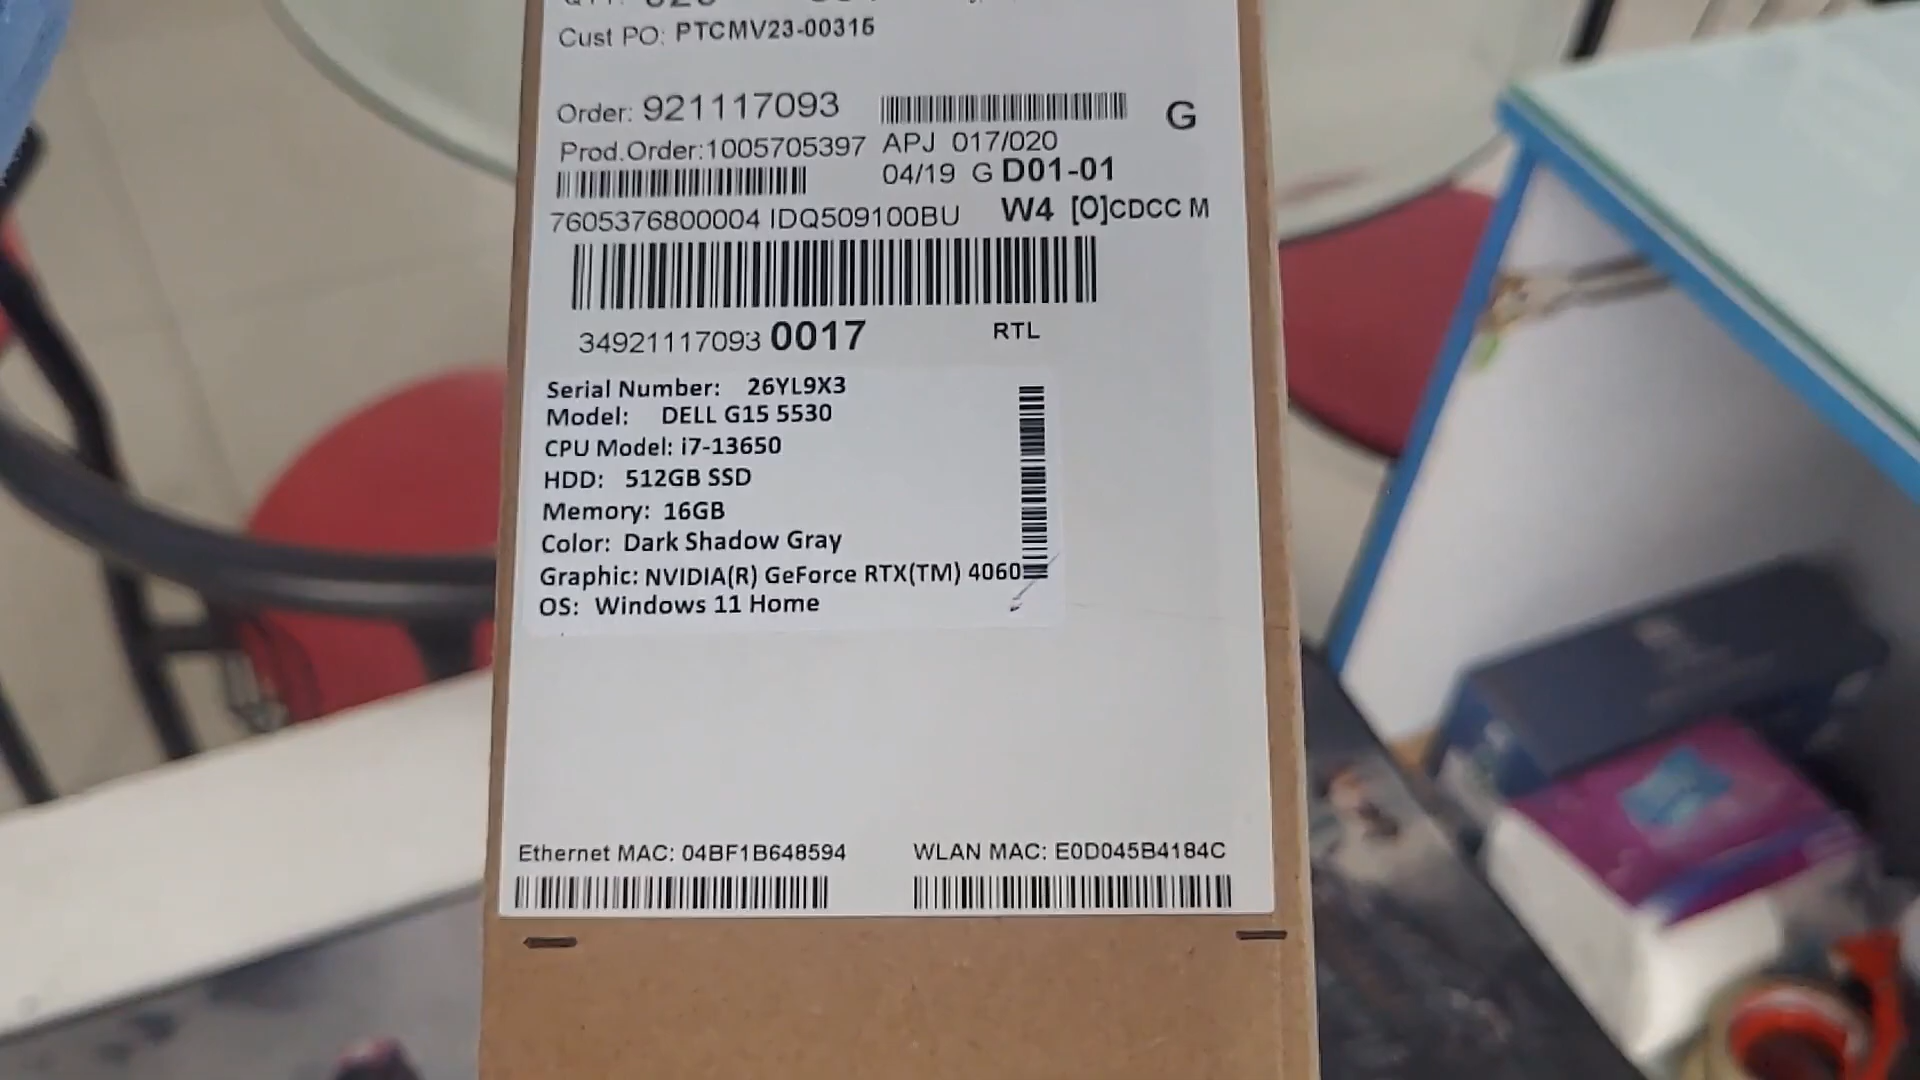 Cust PO: PTCMV23-00316
Order: 921117093
G
Prod.Order:1005705397 APJ 017/020
04/19 G D01-01
7605376800004 IDQ509100BU W4 [O]CDCC M
34921117093 0017 RTL
Serial Number: 26YL9X3
Model: DELL G15 5530
CPU Model: i7-13650
HDD: 512GB SSD
Memory: 16GB
Color: Dark Shadow Gray
Graphic: NVIDIA(R) GeForce RTX(TM) 4060
OS: Windows 11 Home
Ethernet MAC: 04BF1B648594 WLAN MAC: E0D045B4184C